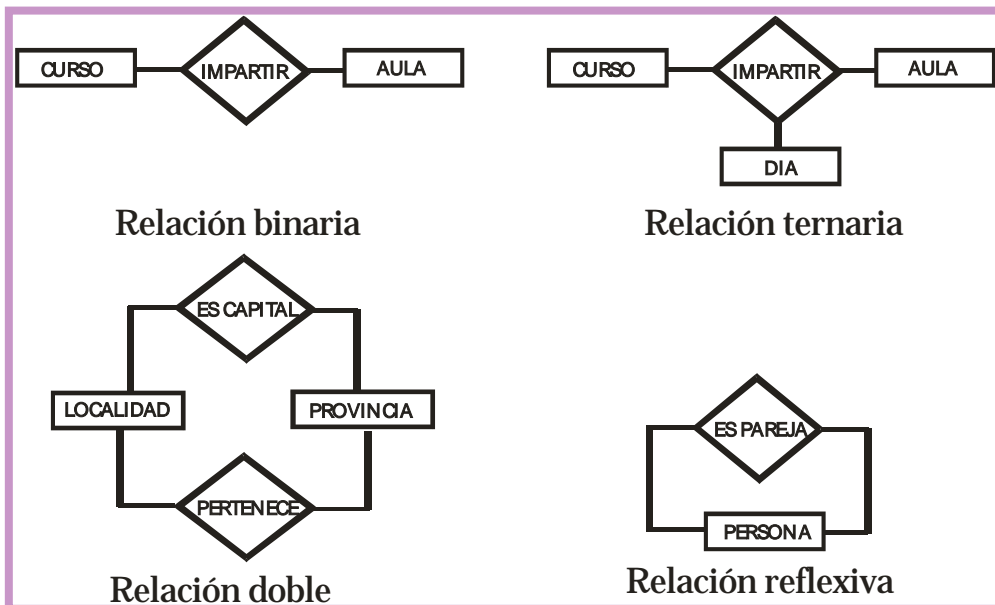 CURSO IMPARTIR AULA
CURSO IMPARTIR AULA
DIA
Relación binaria
Relación ternaria
ES CAPITAL
LOCALIDAD PROVINCIA
PERTENECE
Relación doble
ES PAREJA
PERSONA
Relación reflexiva